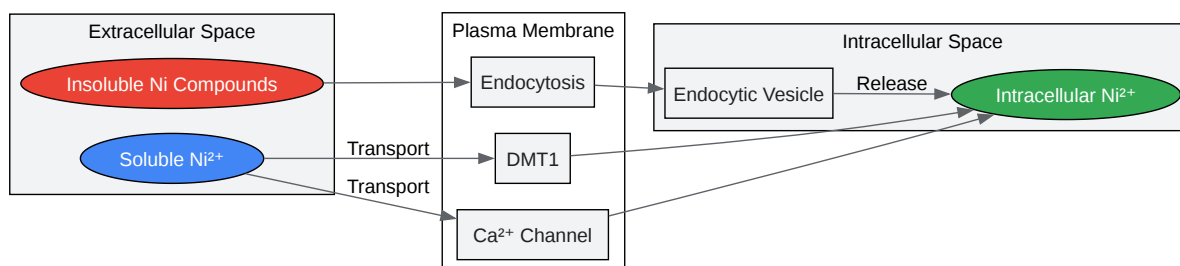 Extracellular Space
Insoluble Ni Compounds
Soluble Ni²⁺
Transport
Transport
Plasma Membrane
Endocytosis
DMT1
Ca²⁺ Channel
Intracellular Space
Endocytic Vesicle
Release
Intracellular Ni²⁺